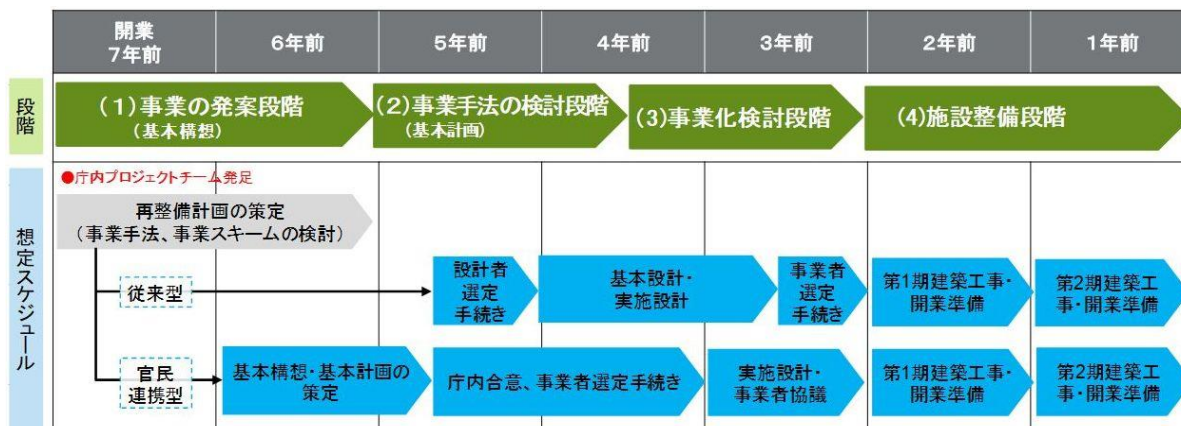 開業
7年前
6年前
5年前
4年前
3年前
2年前
1年前
段階
(1)事業の発案段階
(基本構想)
(2)事業手法の検討段階
(基本計画)
(3)事業化検討段階
(4)施設整備段階
想定スケジュール
●庁内プロジェクトチーム発足
再整備計画の策定
(事業手法、事業スキームの検討)
従来型
設計者
選定
手続き
基本設計・
実施設計
事業者
選定
手続き
第1期建築工事・
開業準備
第2期建築工
事・開業準備
官民
連携型
基本構想・基本計画の
策定
庁内合意、事業者選定手続き
実施設計・
事業者協議
第1期建築工事・
開業準備
第2期建築工
事・開業準備